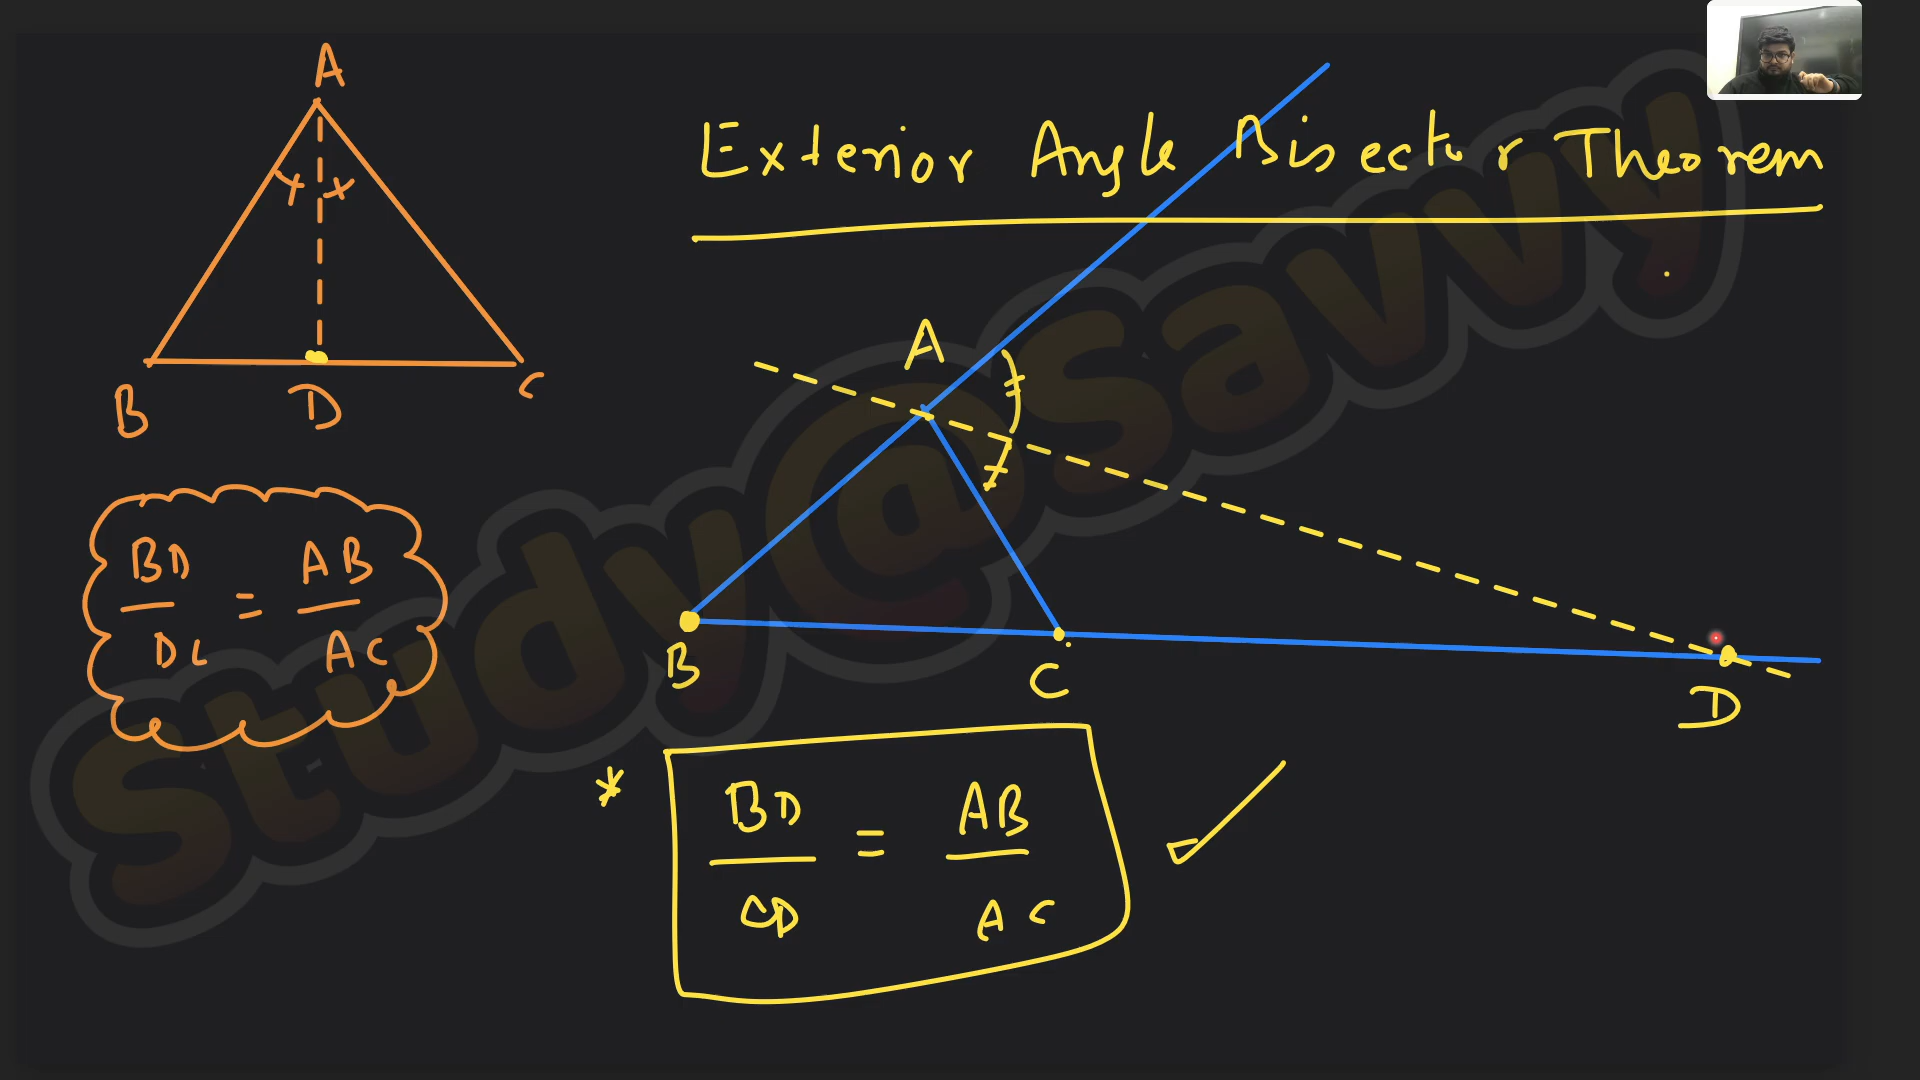 A
x x
B D C
BD/DC = AB/AC
Exterior Angle Bisector Theorem
A
B C D
* BD/CD = AB/AC
Study@Savvy